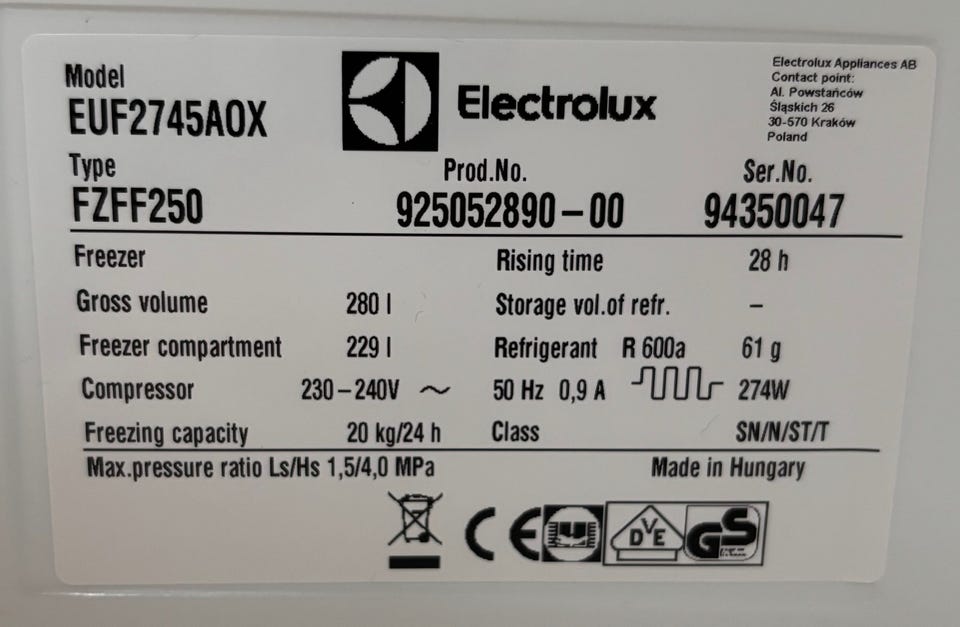 Model
EUF2745AOX
Electrolux
Electrolux Appliances AB
Contact point:
Al. Powstańców
Śląskich 26
30-570 Kraków
Poland
Type
FZFF250
Prod.No.
925052890-00
Ser.No.
94350047
Freezer
Rising time 28 h
Gross volume 280 l
Storage vol.of refr. –
Freezer compartment 229 l
Refrigerant R 600a 61 g
Compressor 230–240V ~ 50 Hz 0,9 A 274W
Freezing capacity 20 kg/24 h
Class SN/N/ST/T
Max.pressure ratio Ls/Hs 1,5/4,0 MPa
Made in Hungary
CE
DVE
GS